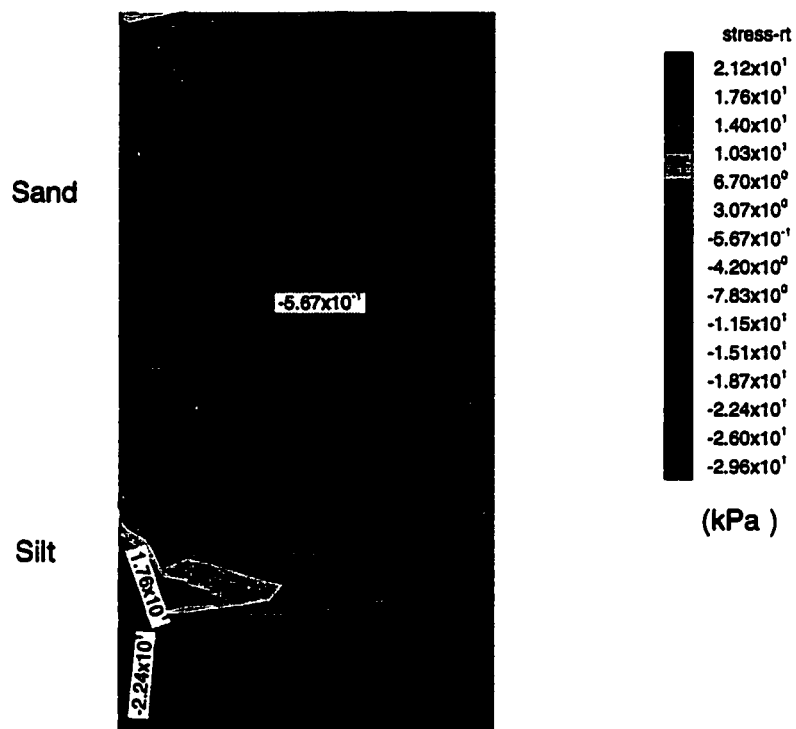 stress-rt
2.12x10¹
1.76x10¹
1.40x10¹
1.03x10¹
6.70x10⁰
3.07x10⁰
-5.67x10⁻¹
-4.20x10⁰
-7.83x10⁰
-1.15x10¹
-1.51x10¹
-1.87x10¹
-2.24x10¹
-2.60x10¹
-2.96x10¹
(kPa )
Sand
-5.67x10⁻¹
Silt
1.76x10¹
-2.24x10¹